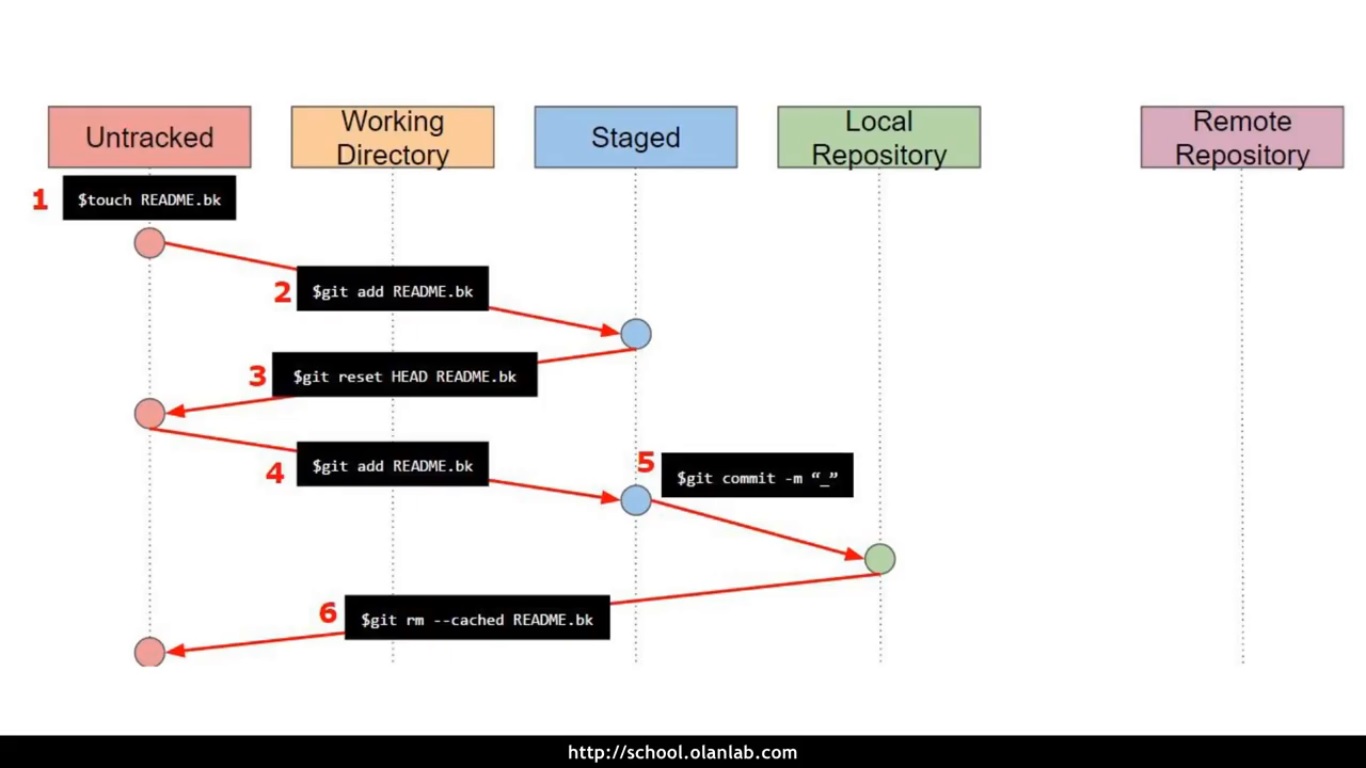 Untracked
Working
Directory
Staged
Local
Repository
Remote
Repository
1
$touch README.bk
2
$git add README.bk
3
$git reset HEAD README.bk
4
$git add README.bk
5
$git commit -m “_”
6
$git rm --cached README.bk
http://school.olanlab.com